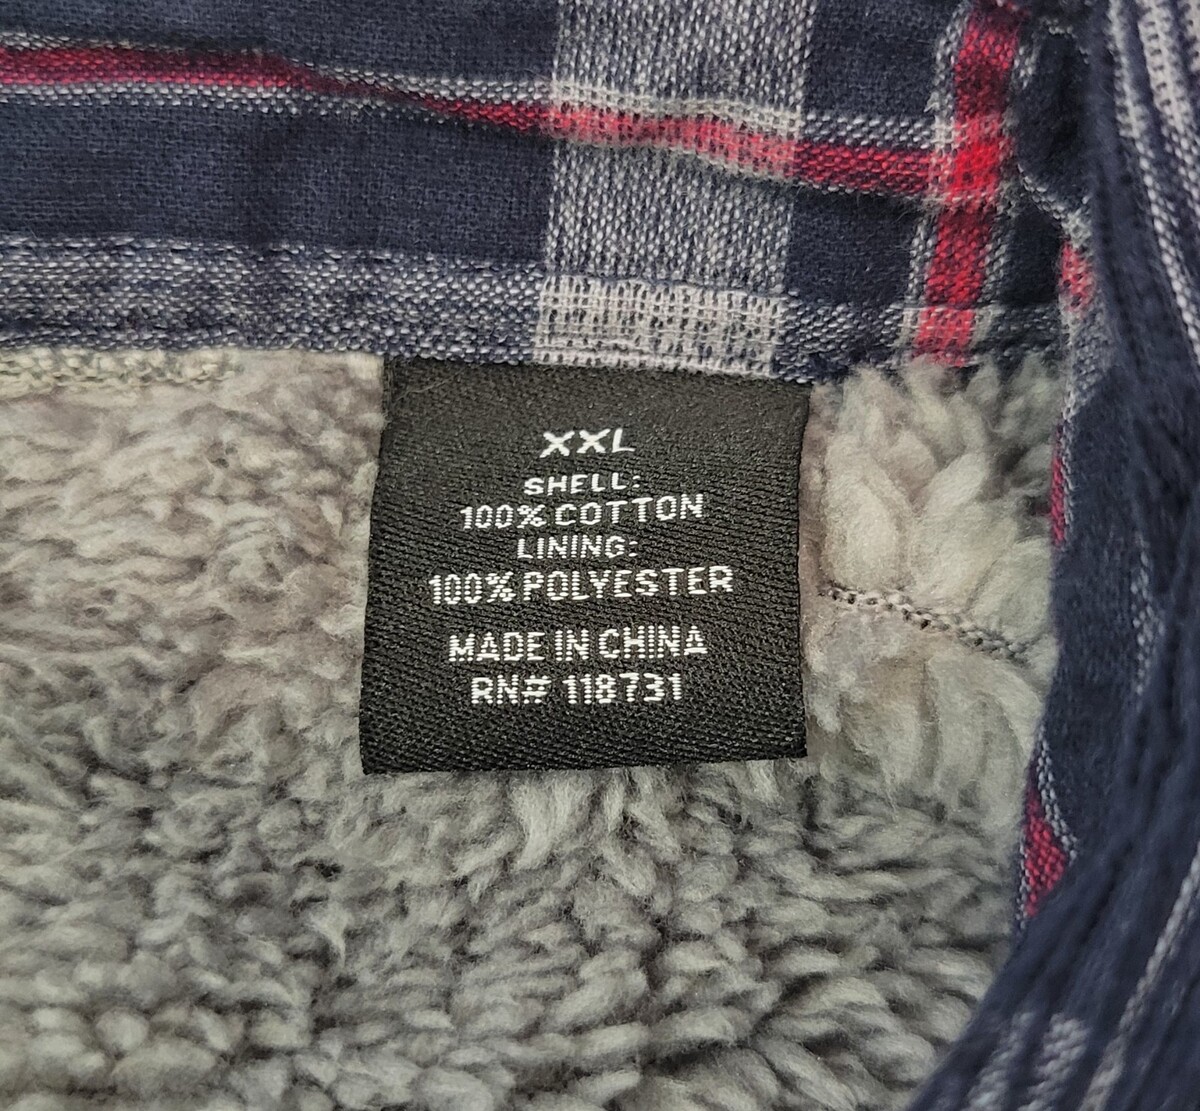 XXL
SHELL:
100% COTTON
LINING:
100% POLYESTER
MADE IN CHINA
RN# 118731